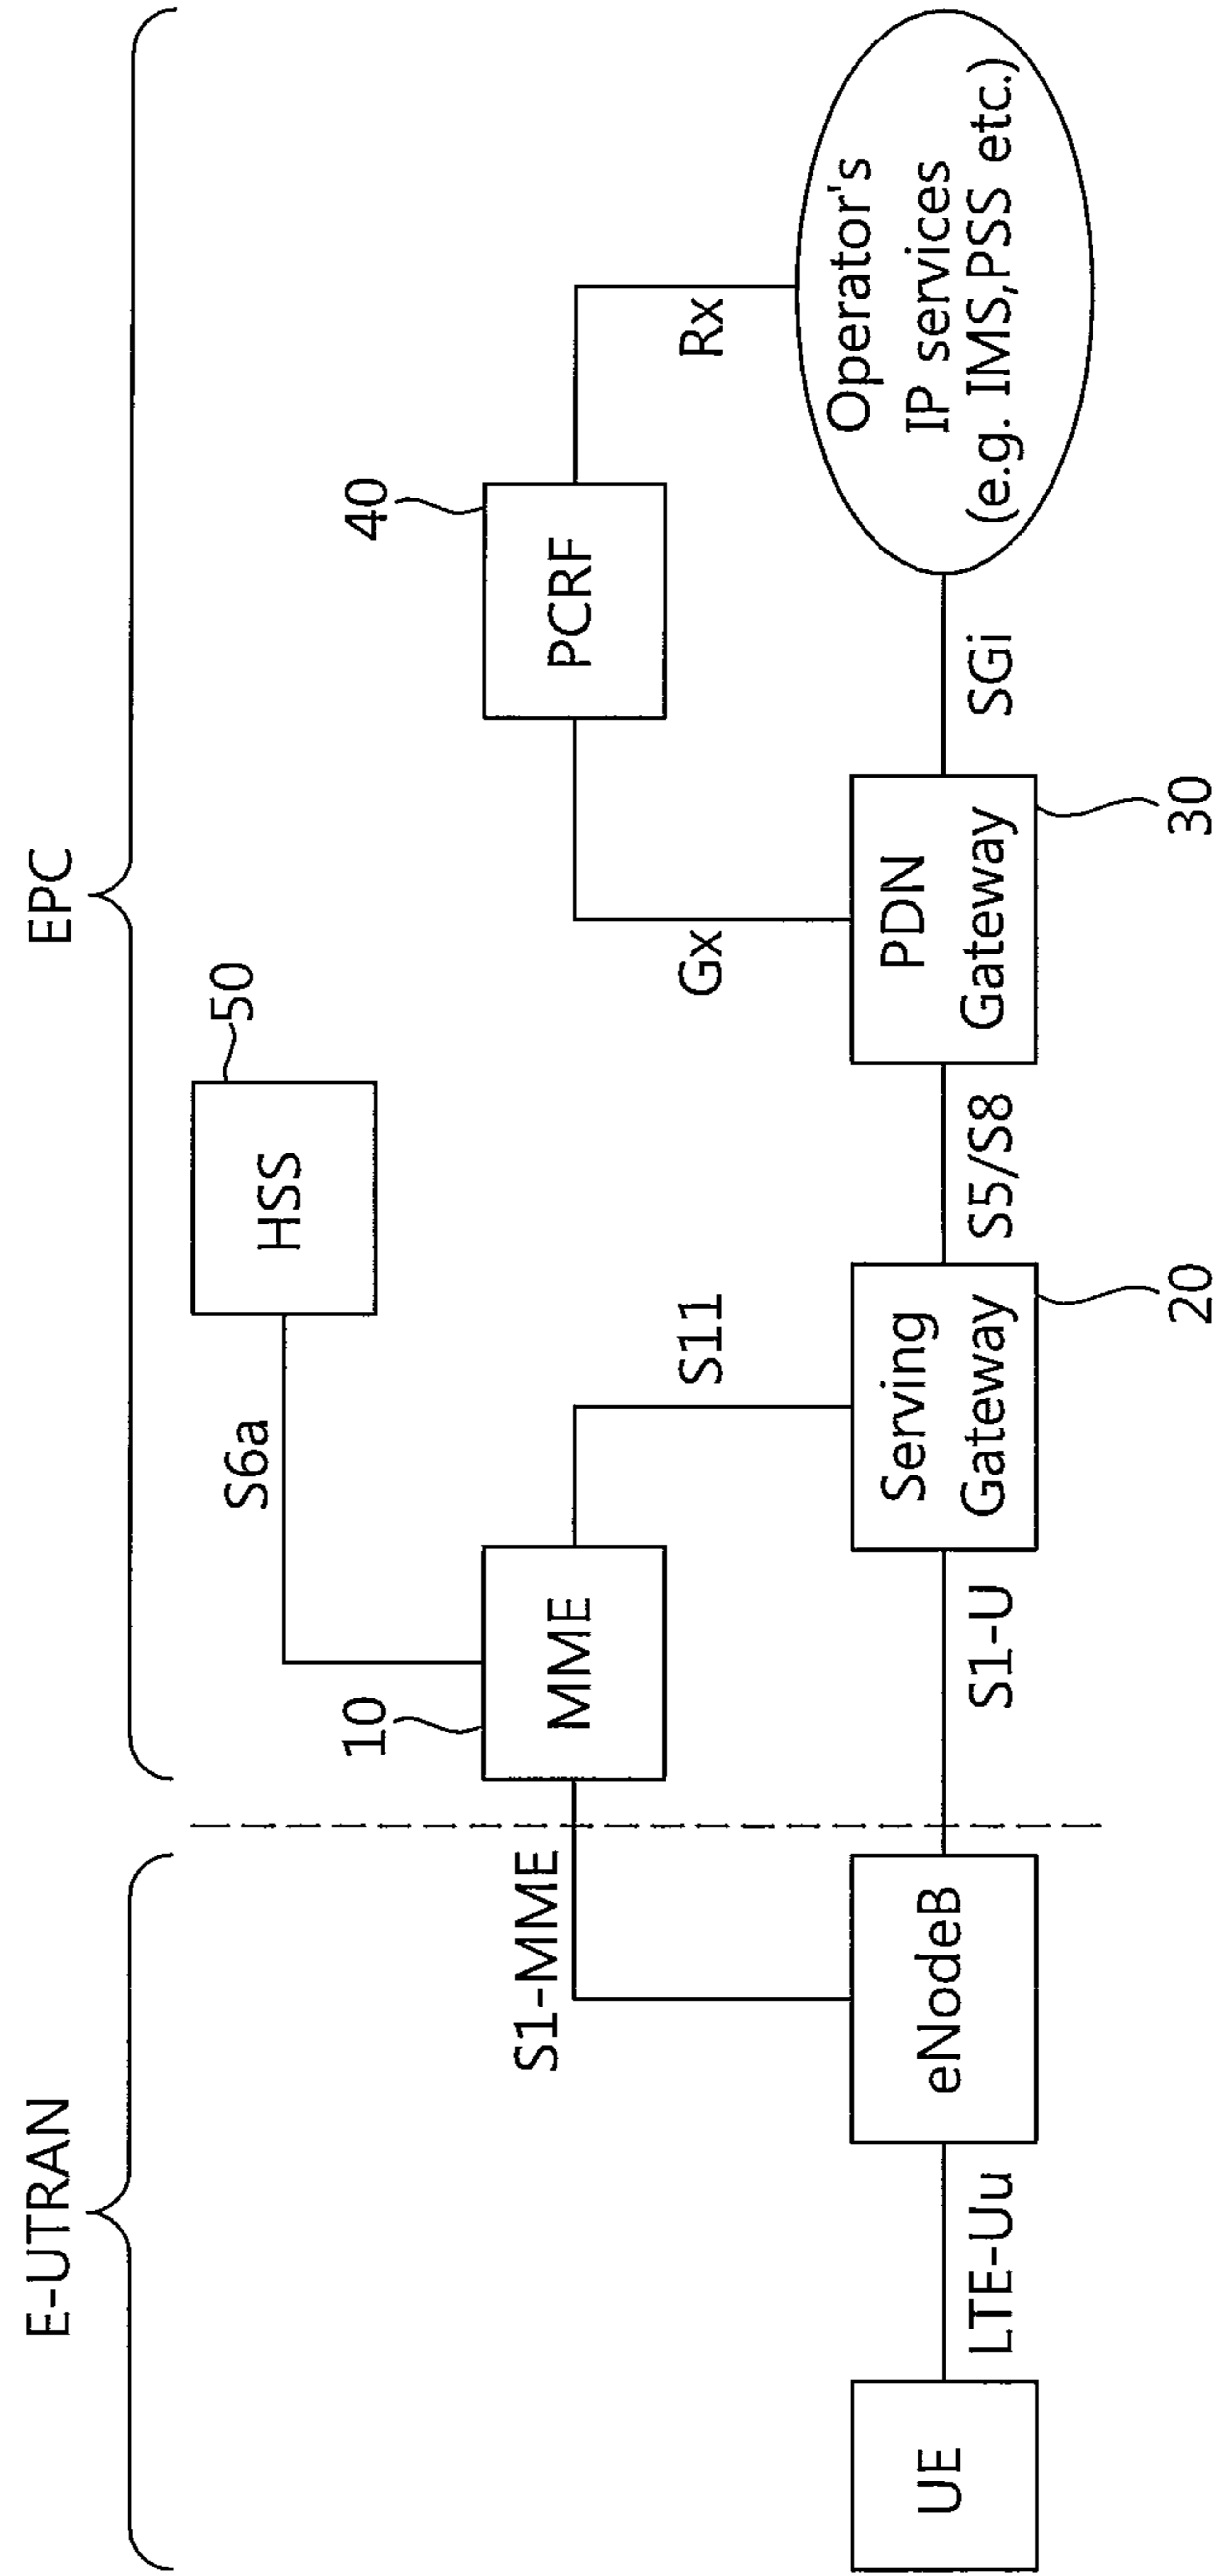 E-UTRAN
EPC
50
HSS
S6a
10
40
MME
PCRF
S1-MME
S11
Gx
Rx
UE
LTE-Uu
eNodeB
S1-U
Serving
Gateway
S5/S8
PDN
Gateway
SGi
Operator's
IP services
(e.g. IMS,PSS etc.)
20
30